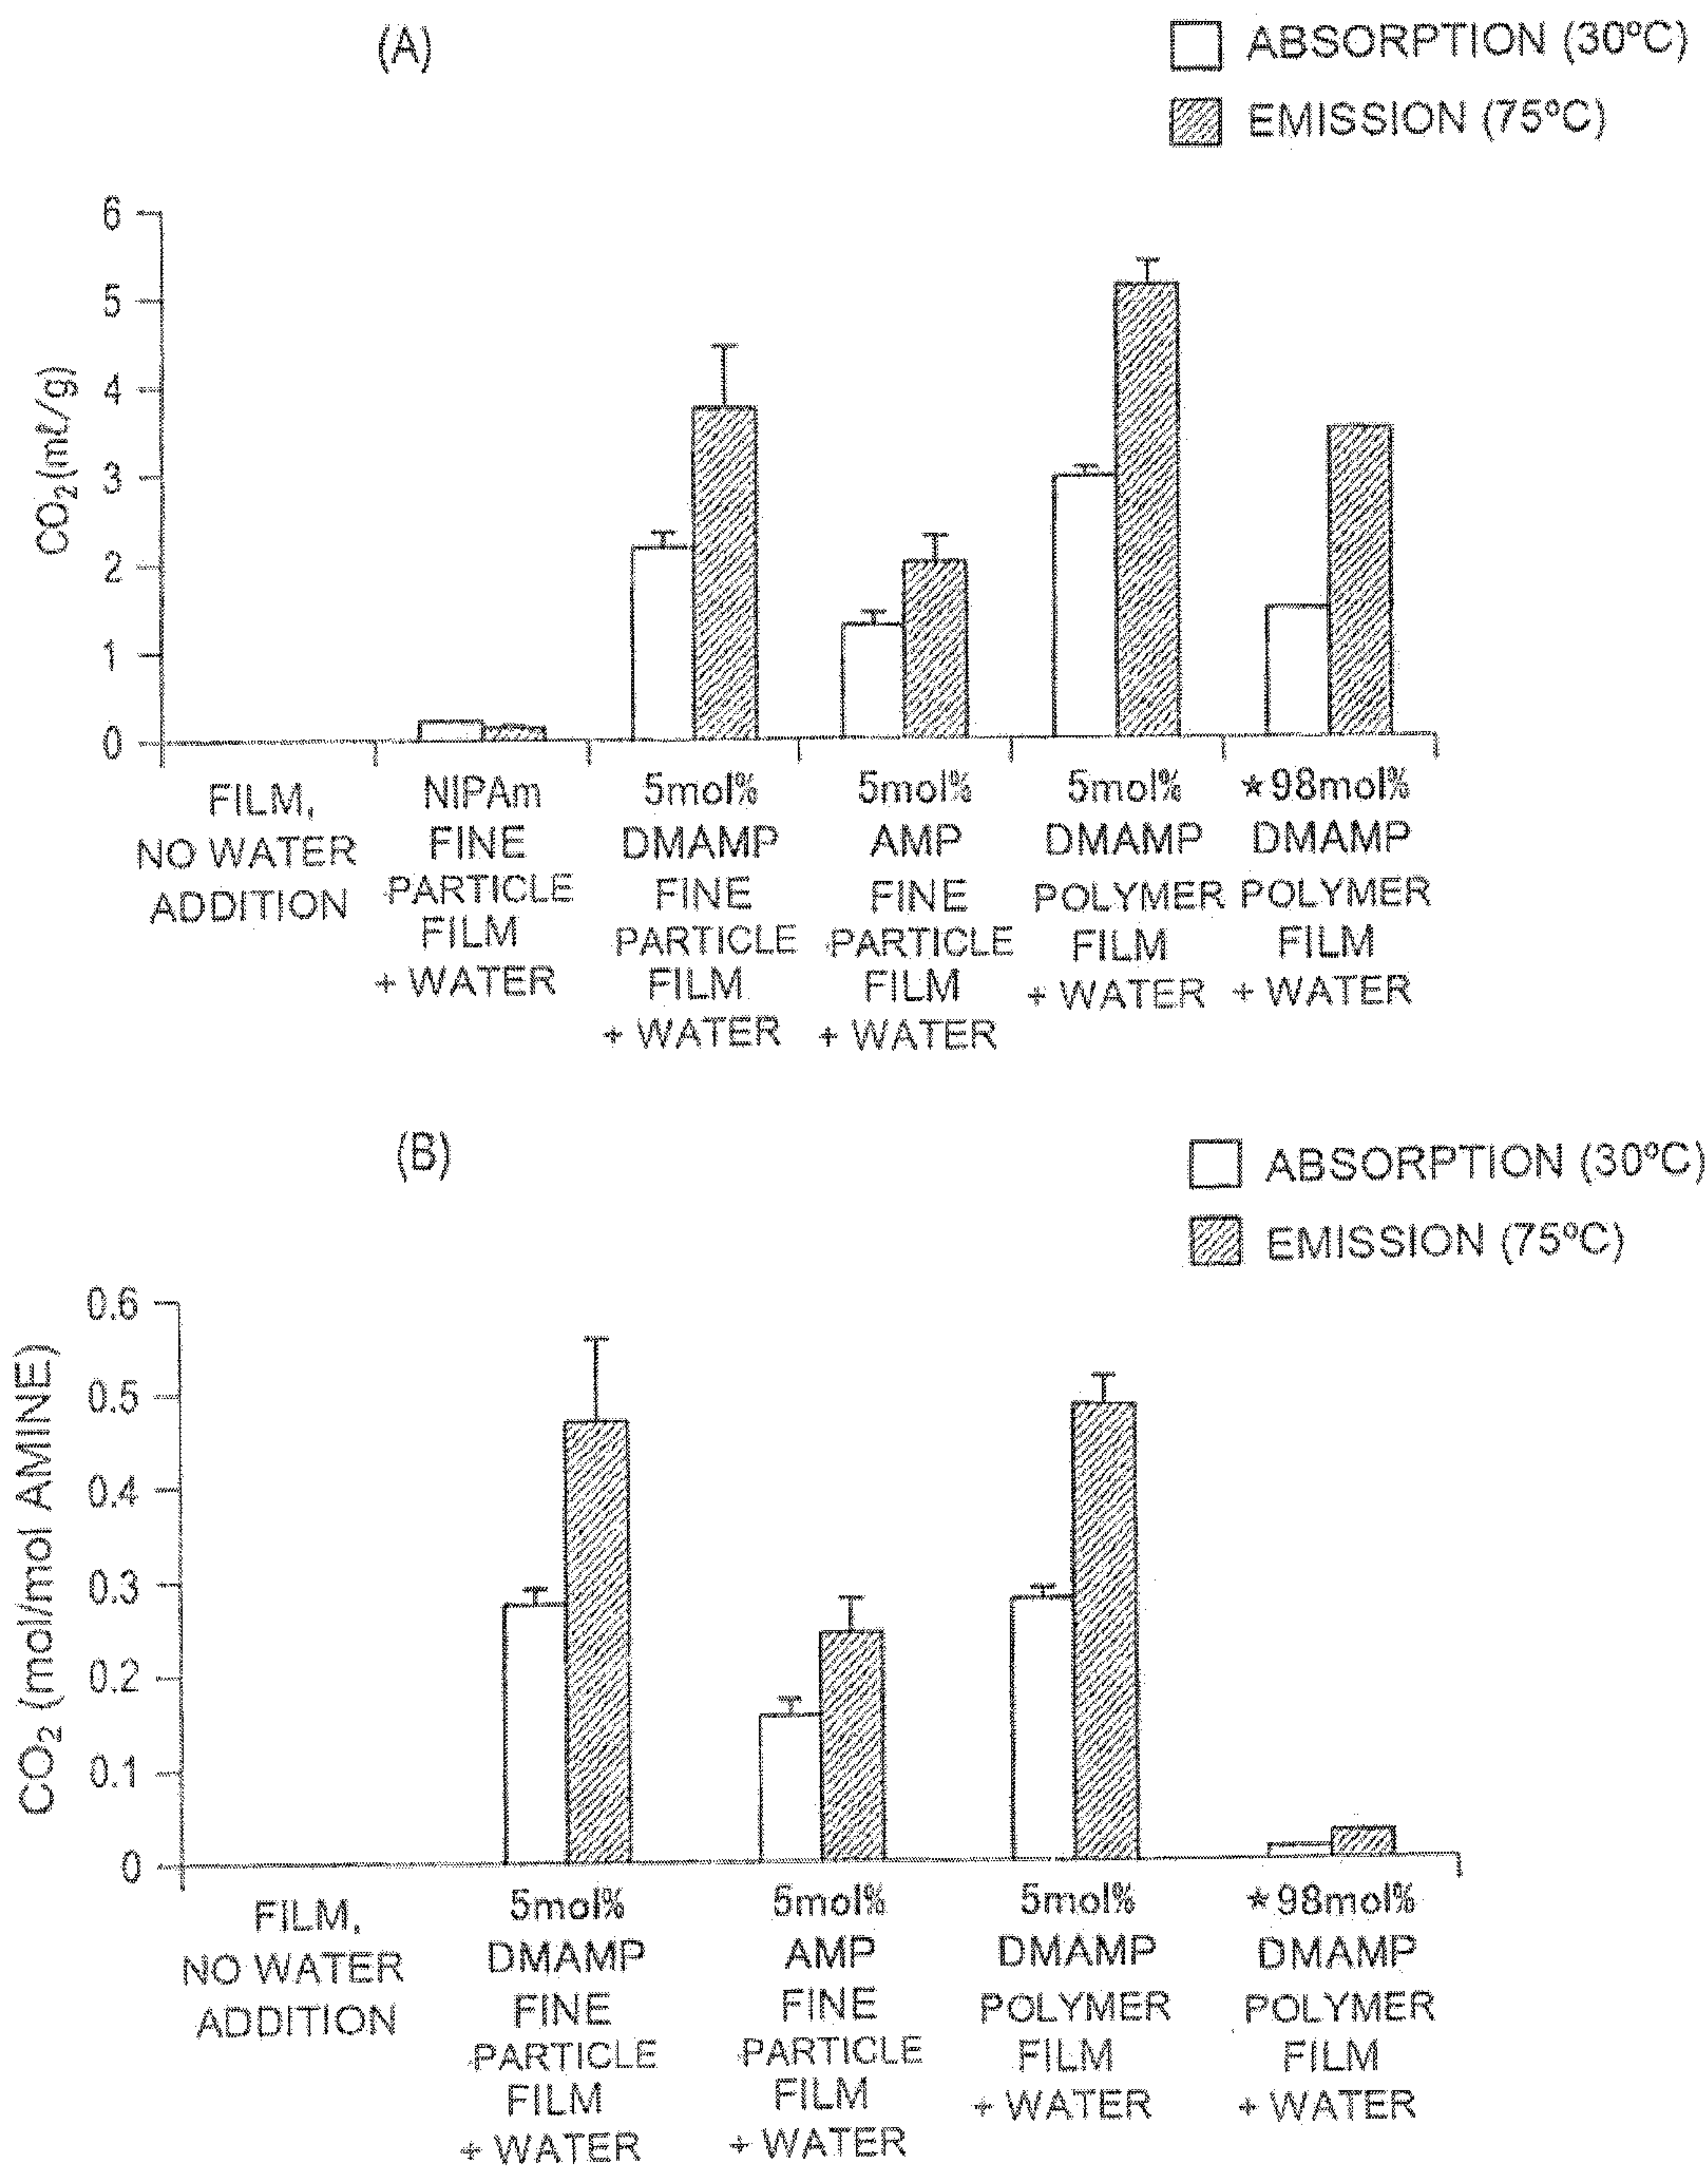 (A)
ABSORPTION (30ºC)
EMISSION (75ºC)
6
5
4
3
2
1
0
CO₂(mℓ/g)
FILM,
NO WATER
ADDITION
NIPAm
FINE
PARTICLE
FILM
+ WATER
5mol%
DMAMP
FINE
PARTICLE
FILM
+ WATER
5mol%
AMP
FINE
PARTICLE
FILM
+ WATER
5mol%
DMAMP
POLYMER
FILM
+ WATER
★98mol%
DMAMP
POLYMER
FILM
+ WATER
(B)
ABSORPTION (30ºC)
EMISSION (75ºC)
0.6
0.5
0.4
0.3
0.2
0.1
0
CO₂ (mol/mol AMINE)
FILM,
NO WATER
ADDITION
5mol%
DMAMP
FINE
PARTICLE
FILM
+ WATER
5mol%
AMP
FINE
PARTICLE
FILM
+ WATER
5mol%
DMAMP
POLYMER
FILM
+ WATER
★98mol%
DMAMP
POLYMER
FILM
+ WATER